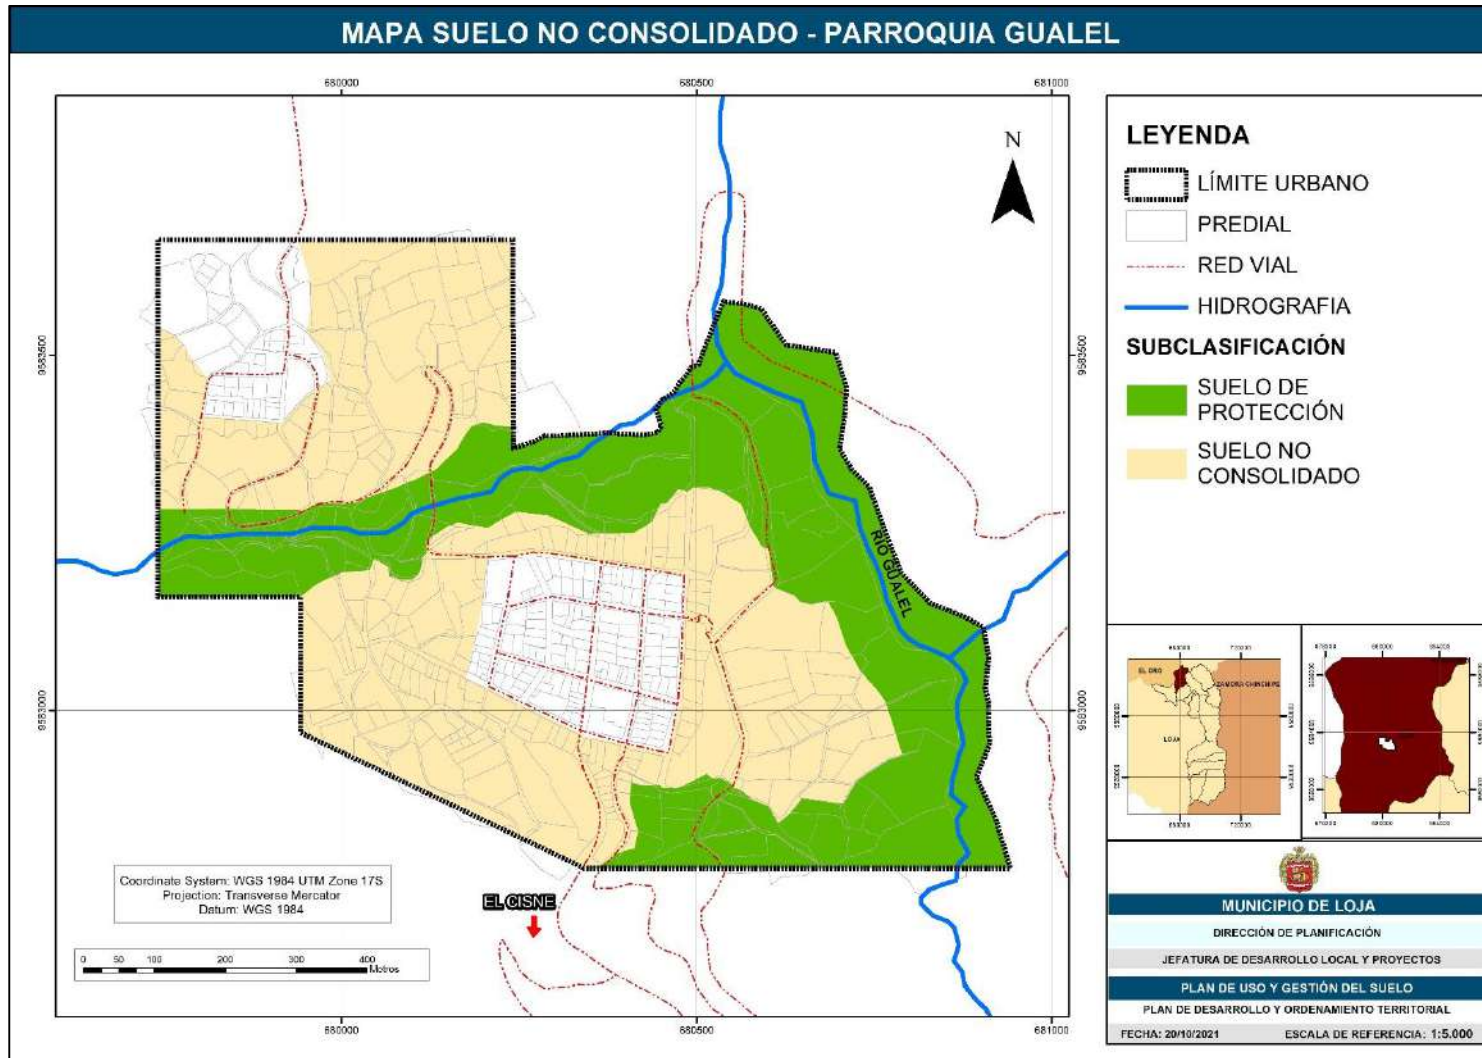 MAPA SUELO NO CONSOLIDADO - PARROQUIA GUALEL
680000
680500
681000
9583500
9583500
9583000
9583000
N
RIO GUALEL
EL CISNE
Coordinate System: WGS 1984 UTM Zone 17S
Projection: Transverse Mercator
Datum: WGS 1984
0 50 100 200 300 400
Metros
680000
680500
681000
LEYENDA
LÍMITE URBANO
PREDIAL
RED VIAL
HIDROGRAFIA
SUBCLASIFICACIÓN
SUELO DE
PROTECCIÓN
SUELO NO
CONSOLIDADO
EL ORO
ZAMORA CHINCHIPE
LOJA
MUNICIPIO DE LOJA
DIRECCIÓN DE PLANIFICACIÓN
JEFATURA DE DESARROLLO LOCAL Y PROYECTOS
PLAN DE USO Y GESTIÓN DEL SUELO
PLAN DE DESARROLLO Y ORDENAMIENTO TERRITORIAL
FECHA: 20/10/2021 ESCALA DE REFERENCIA: 1:5.000